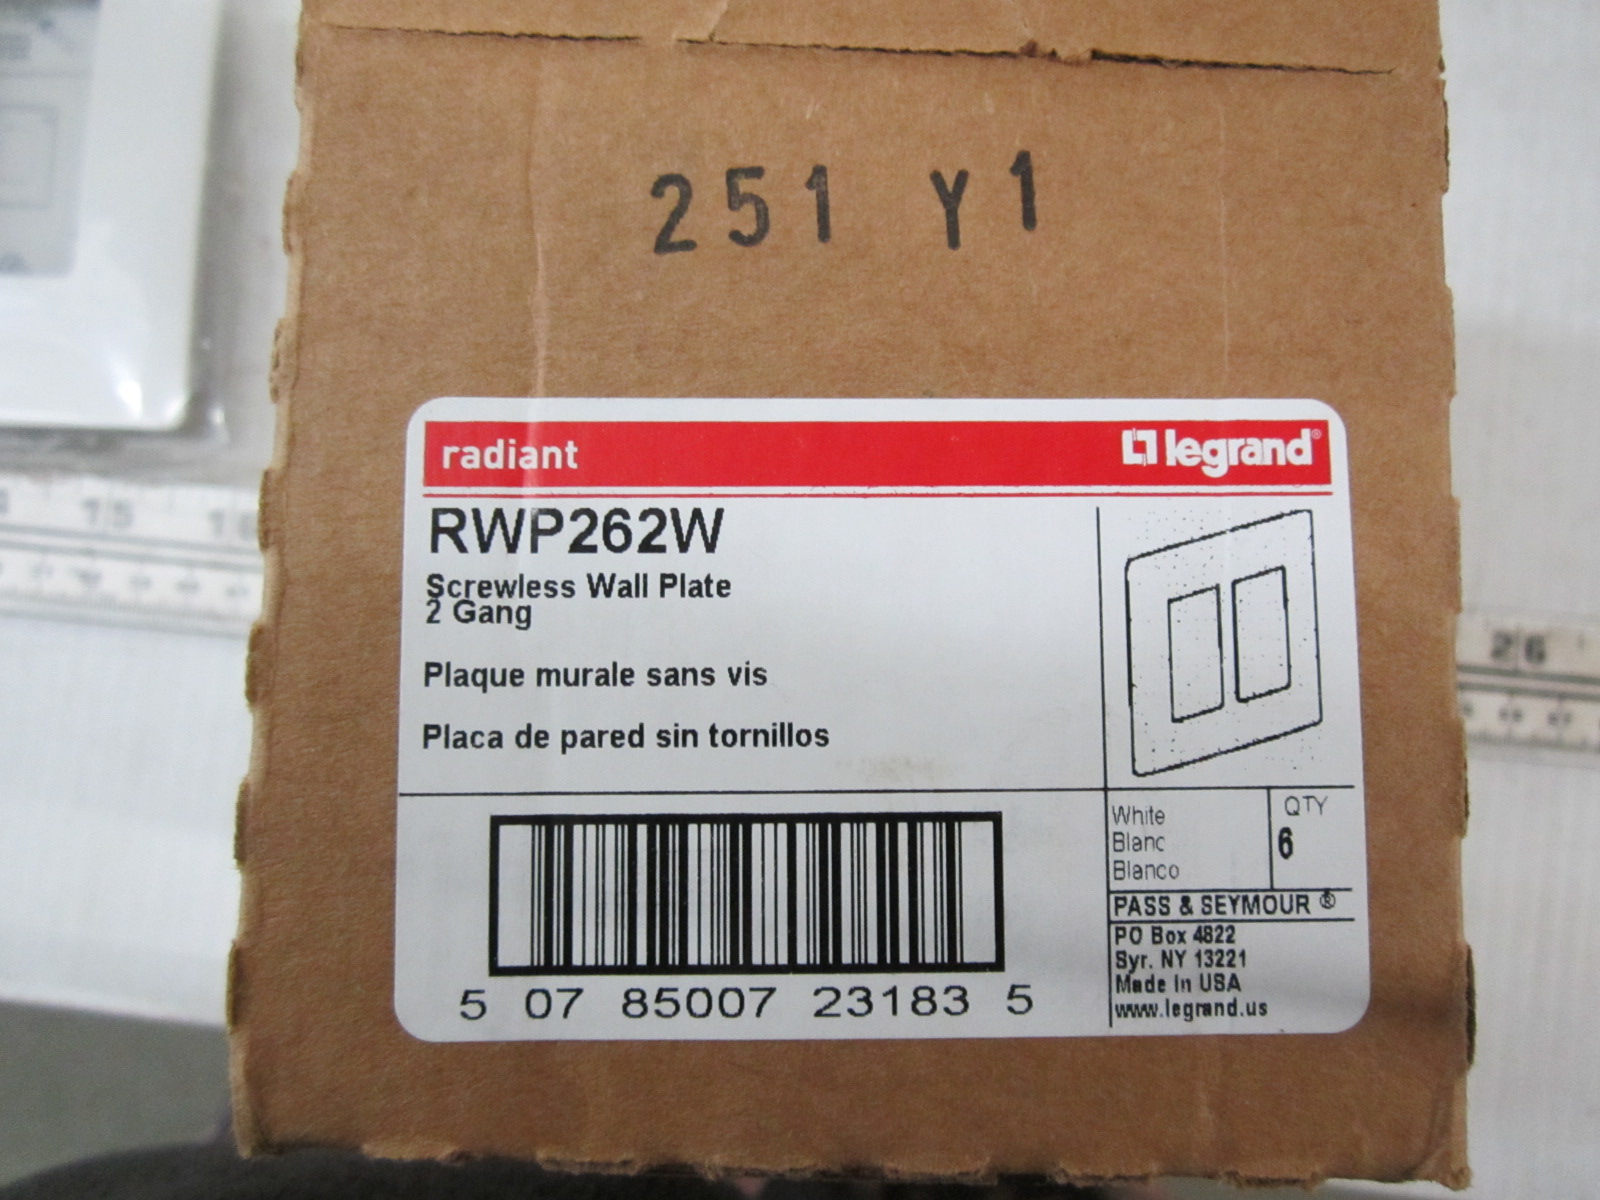 251 Y1
radiant
legrand®
RWP262W
Screwless Wall Plate
2 Gang
Plaque murale sans vis
Placa de pared sin tornillos
White
Blanc
Blanco
QTY
6
PASS & SEYMOUR ®
PO Box 4822
Syr. NY 13221
Made In USA
www.legrand.us
5 07 85007 23183 5
15
26